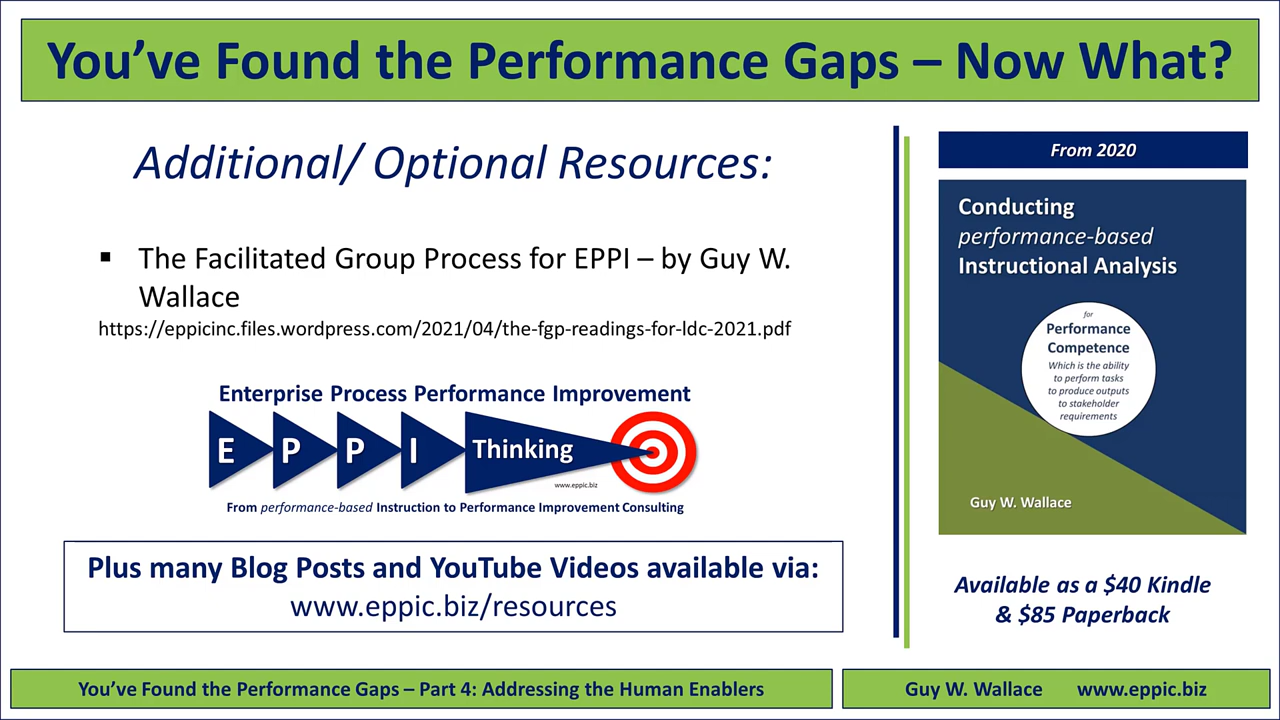 You’ve Found the Performance Gaps – Now What?
Additional/ Optional Resources:
▪ The Facilitated Group Process for EPPI – by Guy W.
Wallace
https://eppicinc.files.wordpress.com/2021/04/the-fgp-readings-for-ldc-2021.pdf
Enterprise Process Performance Improvement
E P P I Thinking
www.eppic.biz
From performance-based Instruction to Performance Improvement Consulting
Plus many Blog Posts and YouTube Videos available via:
www.eppic.biz/resources
From 2020
Conducting
performance-based
Instructional Analysis
for
Performance
Competence
Which is the ability
to perform tasks
to produce outputs
to stakeholder
requirements
Guy W. Wallace
Available as a $40 Kindle
& $85 Paperback
You’ve Found the Performance Gaps – Part 4: Addressing the Human Enablers
Guy W. Wallace www.eppic.biz